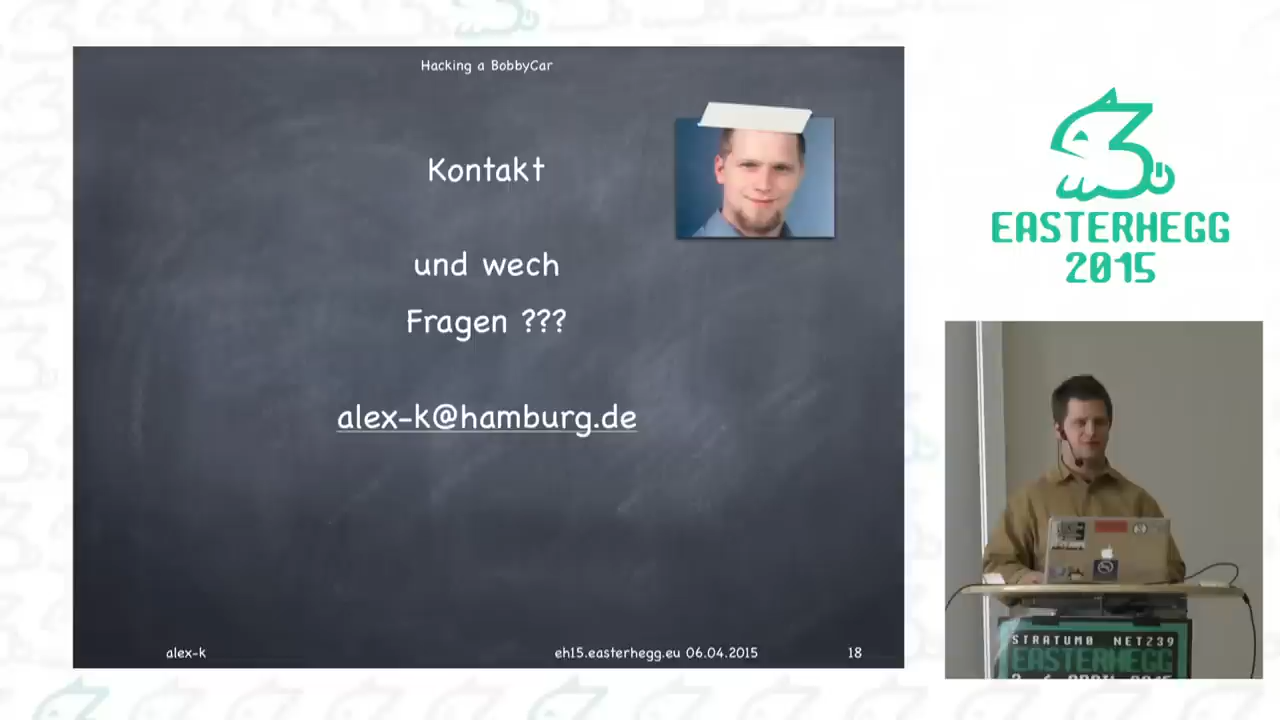 Hacking a BobbyCar
Kontakt
und wech
Fragen ???
alex-k@hamburg.de
alex-k
eh15.easterhegg.eu 06.04.2015
18
EASTERHEGG
2015
STRATUM0 NET239
EASTERHEGG